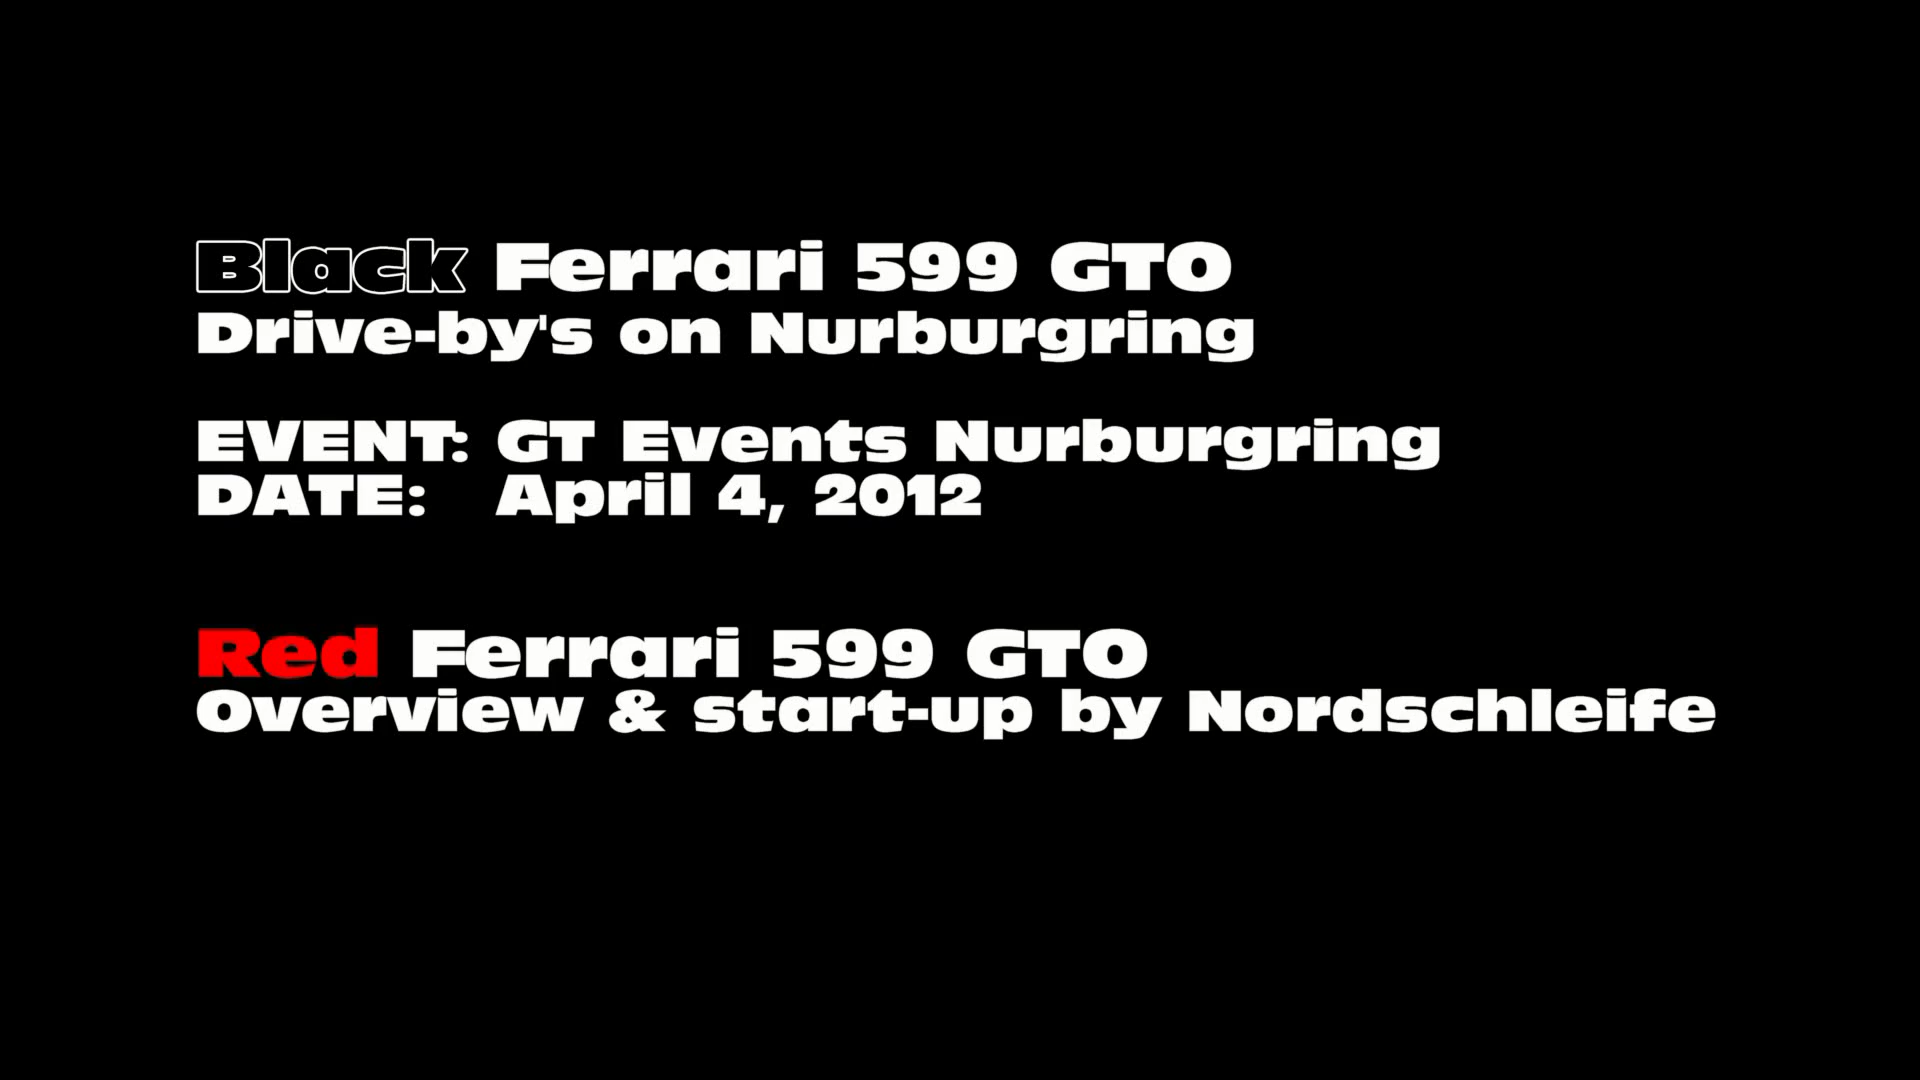 Black Ferrari 599 GTO
Drive-by's on Nurburgring
EVENT: GT Events Nurburgring
DATE: April 4, 2012
Red Ferrari 599 GTO
Overview & start-up by Nordschleife